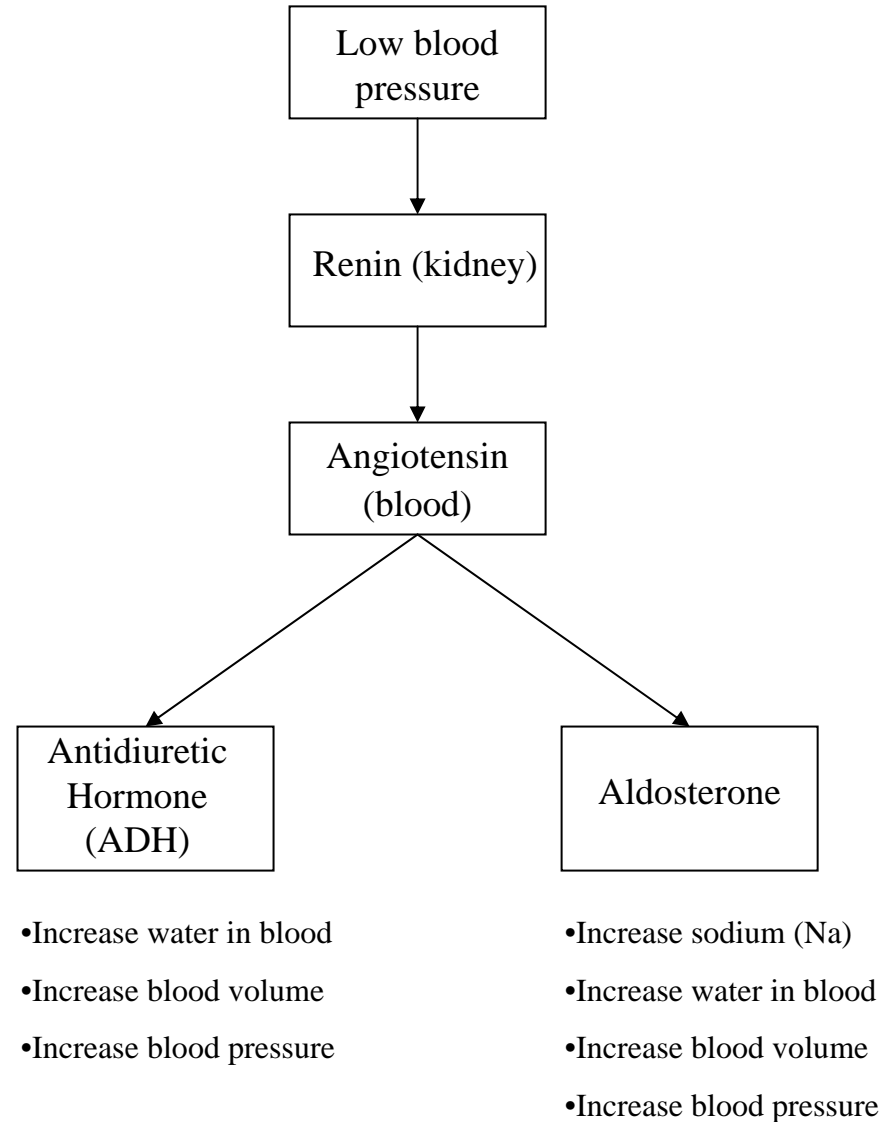 Low blood
pressure
Renin (kidney)
Angiotensin
(blood)
Antidiuretic
Hormone
(ADH)
Aldosterone
•Increase water in blood
•Increase blood volume
•Increase blood pressure
•Increase sodium (Na)
•Increase water in blood
•Increase blood volume
•Increase blood pressure